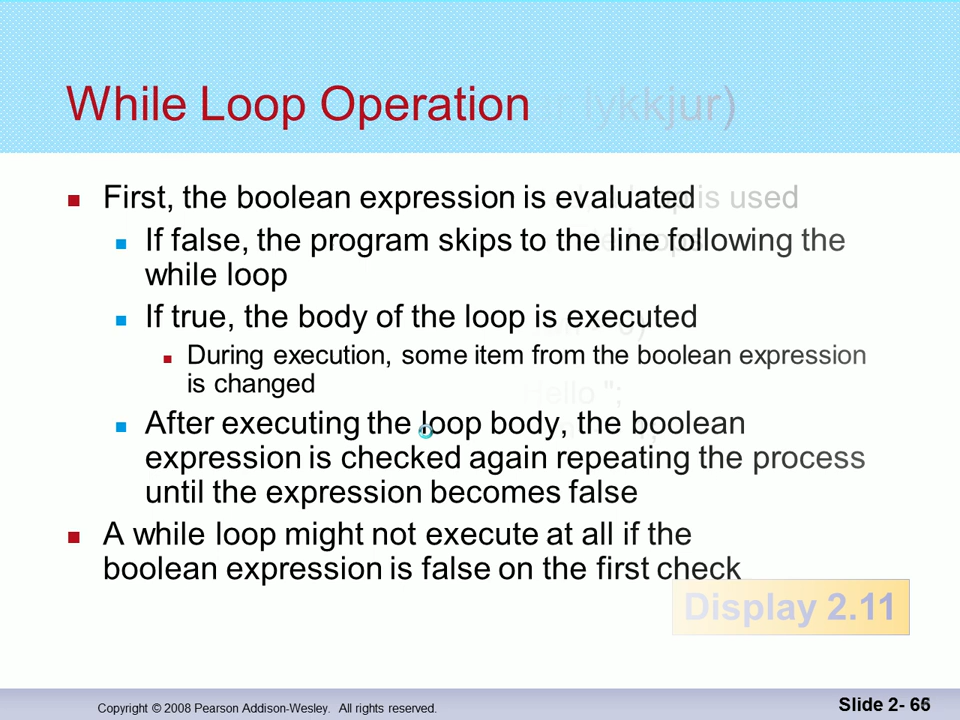 While Loop Operation lykkjur)
First, the boolean expression is evaluated is used
If false, the program skips to the line following the
while loop
If true, the body of the loop is executed
During execution, some item from the boolean expression
is changed
Hello ";
After executing the loop body, the boolean
expression is checked again repeating the process
until the expression becomes false
A while loop might not execute at all if the
boolean expression is false on the first check
Display 2.11
Copyright © 2008 Pearson Addison-Wesley. All rights reserved.
Slide 2-